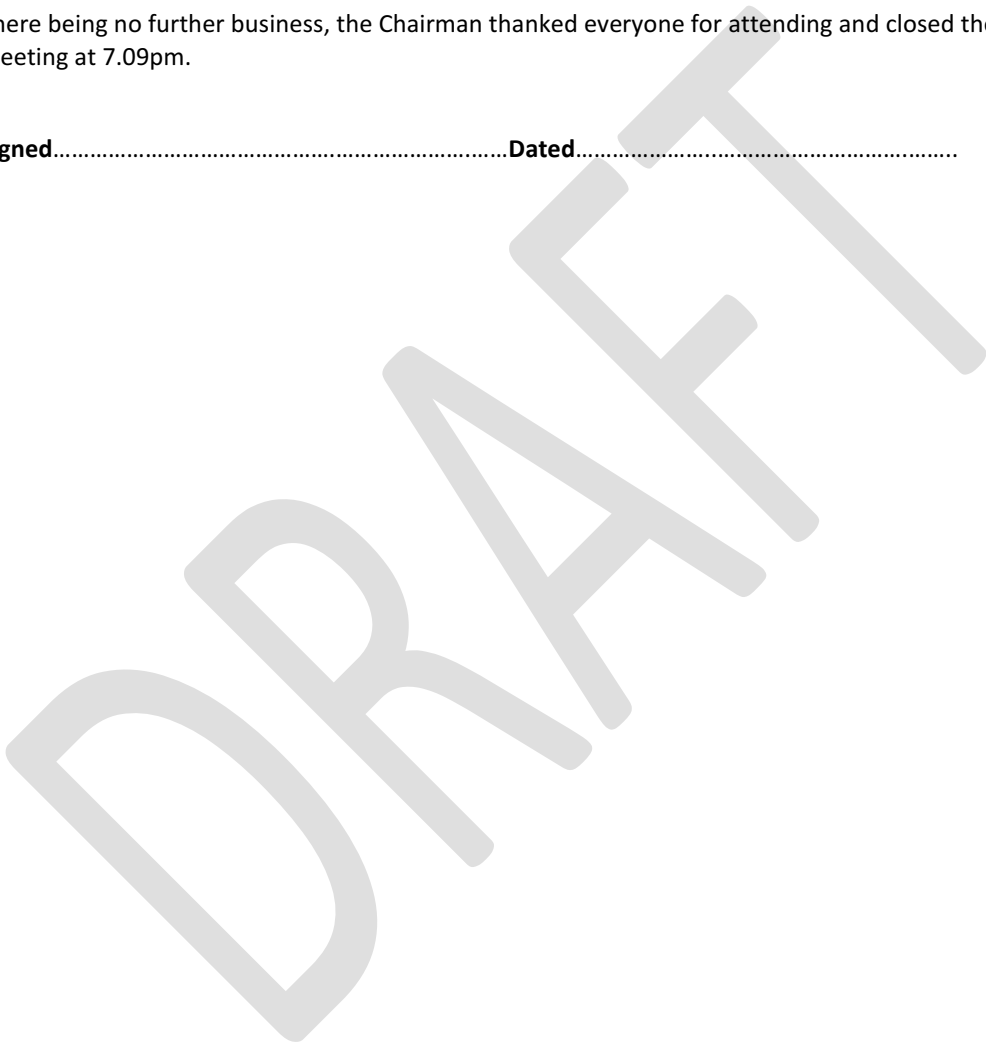 here being no further business, the Chairman thanked everyone for attending and closed the
eeting at 7.09pm.
gned……………………………………………………………Dated…………………………………………………
DRAFT